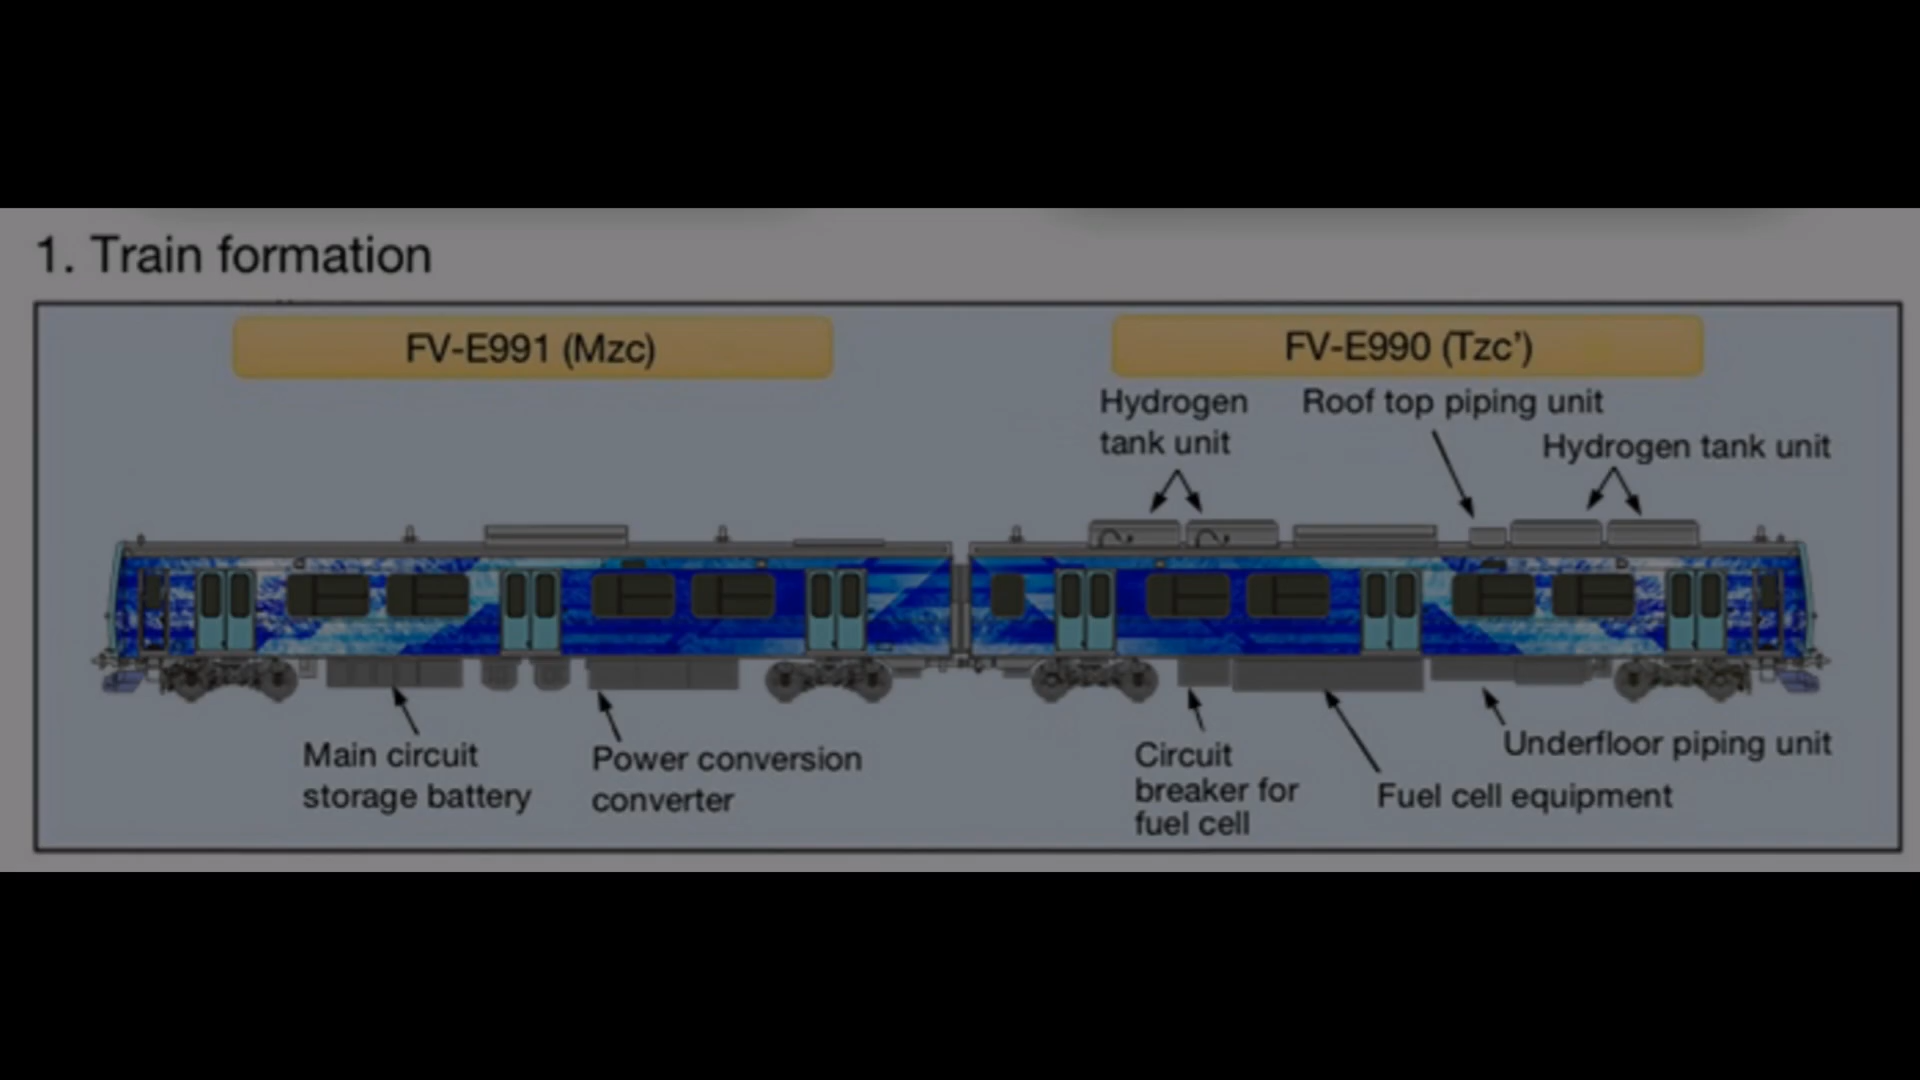 1. Train formation
FV-E991 (Mzc)
FV-E990 (Tzc’)
Hydrogen
tank unit
Roof top piping unit
Hydrogen tank unit
Main circuit
storage battery
Power conversion
converter
Circuit
breaker for
fuel cell
Fuel cell equipment
Underfloor piping unit